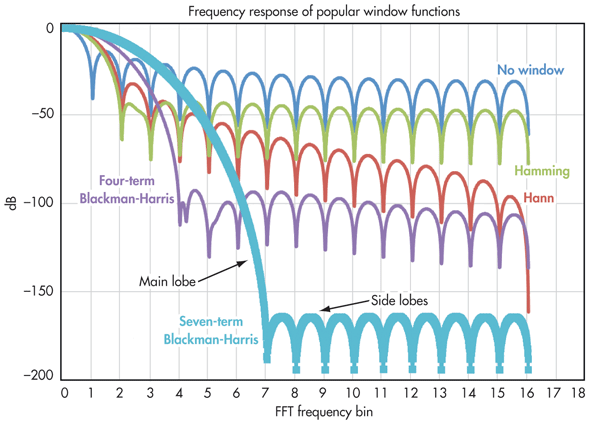 Frequency response of popular window functions
0
−50
−100
−150
−200
dB
No window
Hamming
Hann
Four-term
Blackman-Harris
Main lobe
Side lobes
Seven-term
Blackman-Harris
0 1 2 3 4 5 6 7 8 9 10 11 12 13 14 15 16 17 18
FFT frequency bin